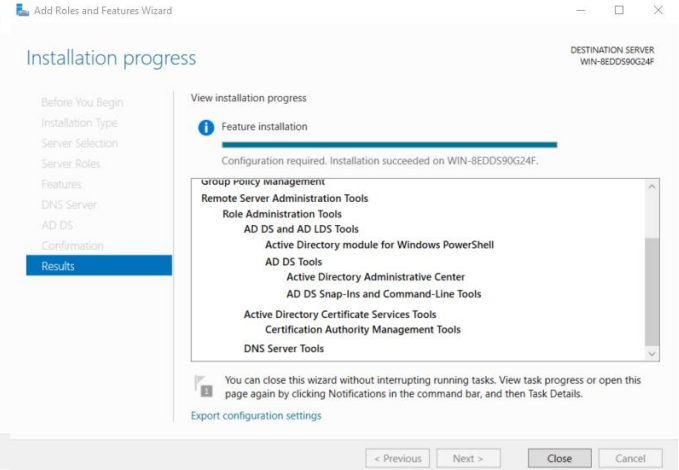 Add Roles and Features Wizard
Installation progress
DESTINATION SERVER
WIN-8EDDS90G24F
Before You Begin
Installation Type
Server Selection
Server Roles
Features
DNS Server
AD DS
Confirmation
Results
View installation progress
Feature installation
Configuration required. Installation succeeded on WIN-8EDDS90G24F.
Group Policy Management
Remote Server Administration Tools
Role Administration Tools
AD DS and AD LDS Tools
Active Directory module for Windows PowerShell
AD DS Tools
Active Directory Administrative Center
AD DS Snap-Ins and Command-Line Tools
Active Directory Certificate Services Tools
Certification Authority Management Tools
DNS Server Tools
1
You can close this wizard without interrupting running tasks. View task progress or open this
page again by clicking Notifications in the command bar, and then Task Details.
Export configuration settings
< Previous
Next >
Close
Cancel